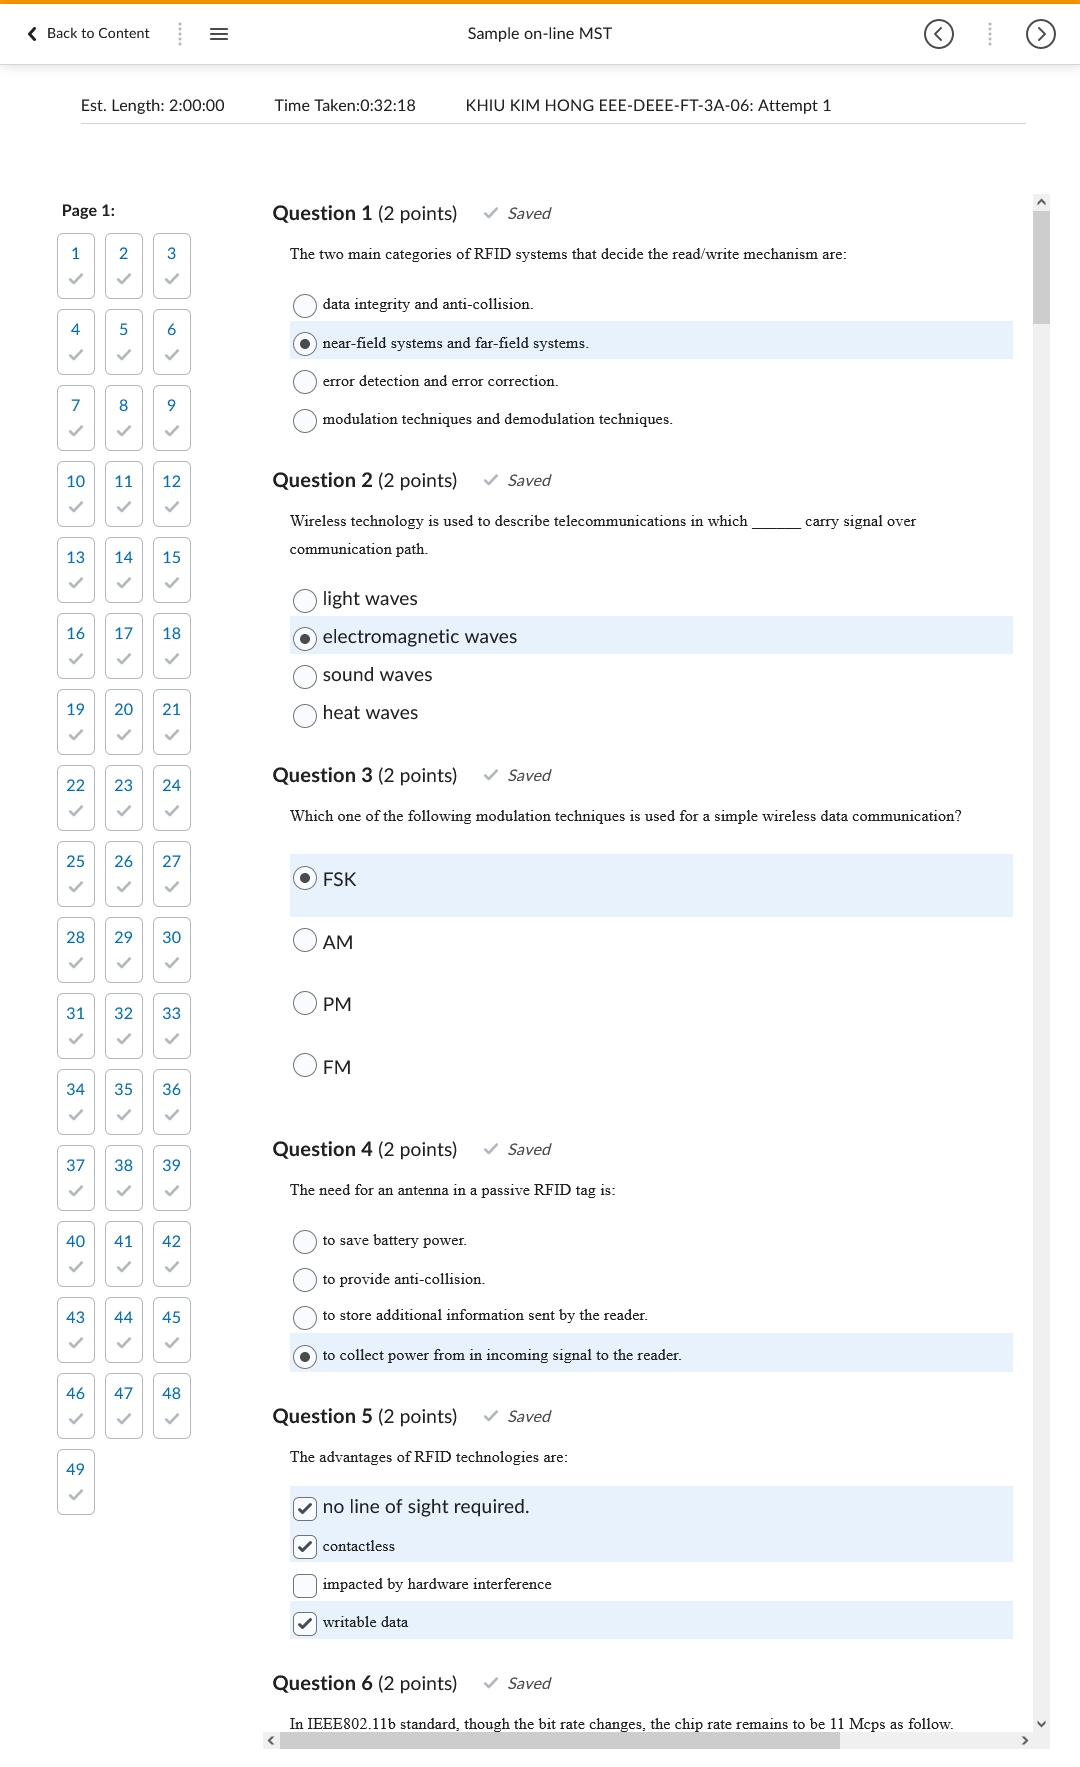 Back to Content
Sample on-line MST
Est. Length: 2:00:00 Time Taken:0:32:18 KHIU KIM HONG EEE-DEEE-FT-3A-06: Attempt 1
Page 1:
1 2 3
4 5 6
7 8 9
10 11 12
13 14 15
16 17 18
19 20 21
22 23 24
25 26 27
28 29 30
31 32 33
34 35 36
37 38 39
40 41 42
43 44 45
46 47 48
49
Question 1 (2 points) Saved
The two main categories of RFID systems that decide the read/write mechanism are:
data integrity and anti-collision.
near-field systems and far-field systems.
error detection and error correction.
modulation techniques and demodulation techniques.
Question 2 (2 points) Saved
Wireless technology is used to describe telecommunications in which ______ carry signal over
communication path.
light waves
electromagnetic waves
sound waves
heat waves
Question 3 (2 points) Saved
Which one of the following modulation techniques is used for a simple wireless data communication?
FSK
AM
PM
FM
Question 4 (2 points) Saved
The need for an antenna in a passive RFID tag is:
to save battery power.
to provide anti-collision.
to store additional information sent by the reader.
to collect power from in incoming signal to the reader.
Question 5 (2 points) Saved
The advantages of RFID technologies are:
no line of sight required.
contactless
impacted by hardware interference
writable data
Question 6 (2 points) Saved
In IEEE802.11b standard, though the bit rate changes, the chip rate remains to be 11 Mcps as follow.